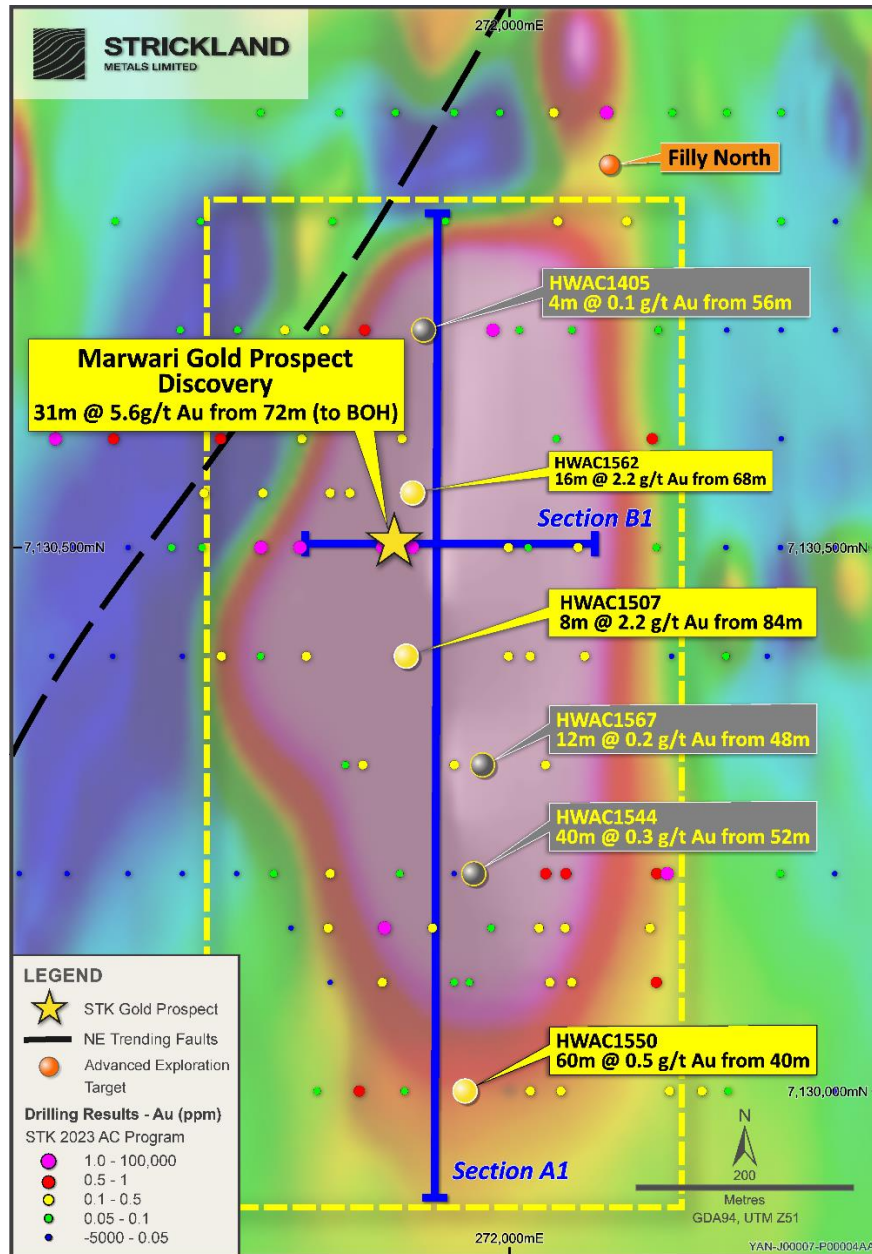 272,000mE
STRICKLAND
METALS LIMITED
Filly North
HWAC1405
4m @ 0.1 g/t Au from 56m
Marwari Gold Prospect
Discovery
31m @ 5.6g/t Au from 72m (to BOH)
HWAC1562
16m @ 2.2 g/t Au from 68m
Section B1
7,130,500mN
7,130,500mN
HWAC1507
8m @ 2.2 g/t Au from 84m
HWAC1567
12m @ 0.2 g/t Au from 48m
HWAC1544
40m @ 0.3 g/t Au from 52m
LEGEND
STK Gold Prospect
NE Trending Faults
Advanced Exploration
Target
Drilling Results - Au (ppm)
STK 2023 AC Program
1.0 - 100,000
0.5 - 1
0.1 - 0.5
0.05 - 0.1
-5000 - 0.05
HWAC1550
60m @ 0.5 g/t Au from 40m
7,130,000mN
Section A1
N
200
Metres
GDA94, UTM Z51
272,000mE
YAN-J00007-P00004AA